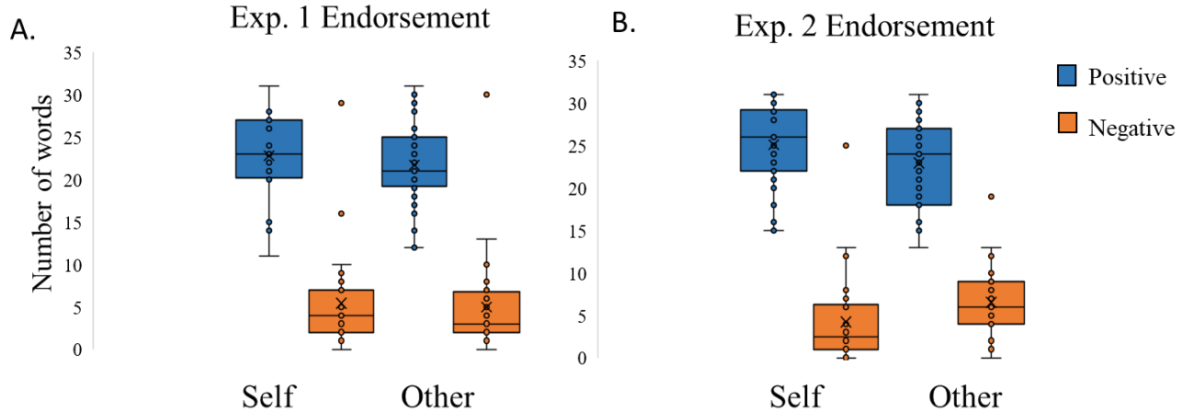 A.
Exp. 1 Endorsement
Number of words
35
30
25
20
15
10
5
0
Self
Other
B.
Exp. 2 Endorsement
35
30
25
20
15
10
5
0
Self
Other
Positive
Negative